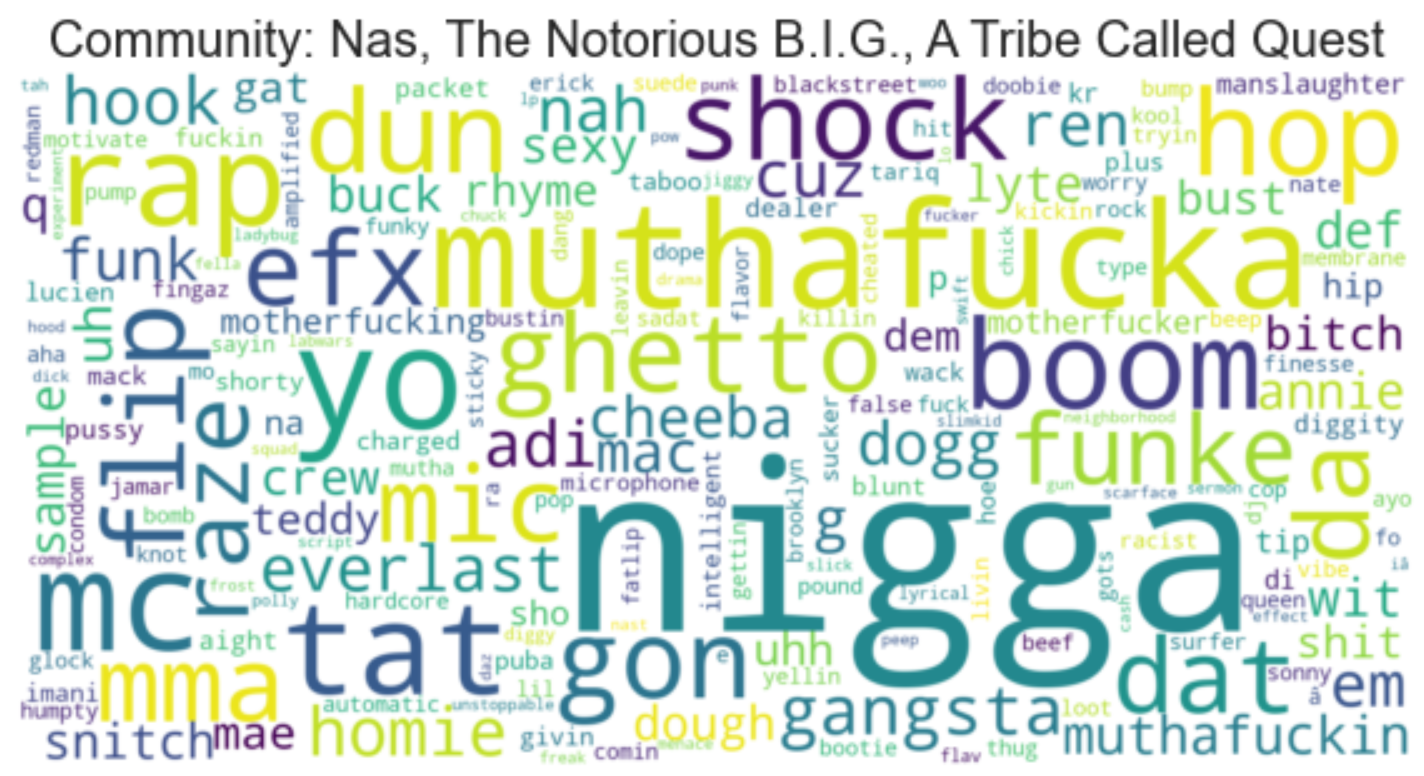 Community: Nas, The Notorious B.I.G., A Tribe Called Quest
tah hook gat packet erick suede punk blackstreet woo doobie kr bump manslaughter
redman motivate fuckin amplified dun lp nah sexy pow shock hit lo ren kool tryin hop
q experiment rap pump buck rhyme taboo jiggy cuz tariq lyte worry plus bust nate
ladybug funky chuck dang dealer fucker kickin rock def
funk fella efx muthafucka dope drama flavor cheated p chick type membrane
lucien fingaz leavin swift hip
hood uh flip motherfucking bustin sadat killin dem motherfucker beep bitch
aha sayin labwars yo sticky o ghetto wack boom finesse
dick mack mo shorty cheeba false fuck annie
sample pussy craze na charged adi mac sucker dogg slimkid funke neighborhood diggity
squad crew mutha ra microphone intelligent blunt hoe gun scarface sermon cop da ayo
condom jamar bomb teddy mic pop nigga brooklyn g dj racist tip fo
complex knot script everlast fatlip gettin slick pound livin gots vibe iâ
mc frost polly hardcore sho nast lyrical cash di queen wit effect
aight tat diggy gon e uhh peep beef surfer shit
glock mma daz puba yellin dat sonny â em
imani humpty automatic unstoppable lil dough gangsta loot
snitch mae homie givin freak comin menace bootie flav thug muthafuckin